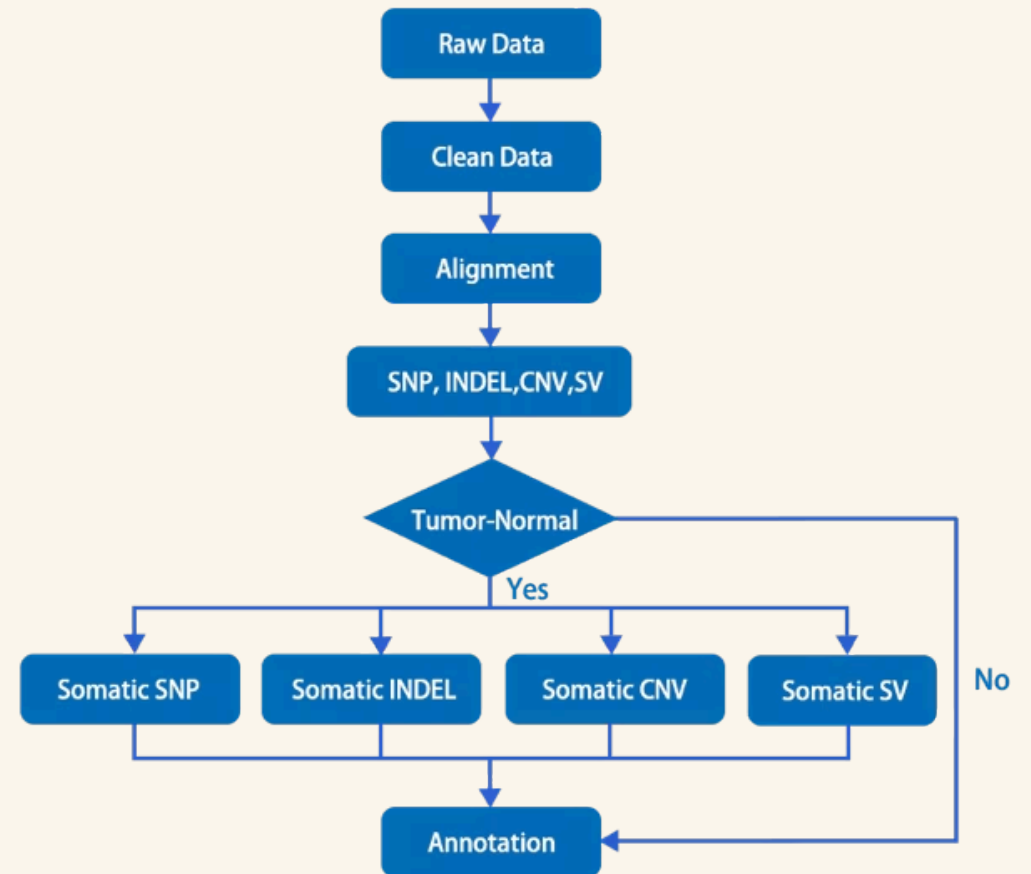 Raw Data
Clean Data
Alignment
SNP, INDEL,CNV,SV
Tumor-Normal
Yes
Somatic SNP
Somatic INDEL
Somatic CNV
Somatic SV
No
Annotation